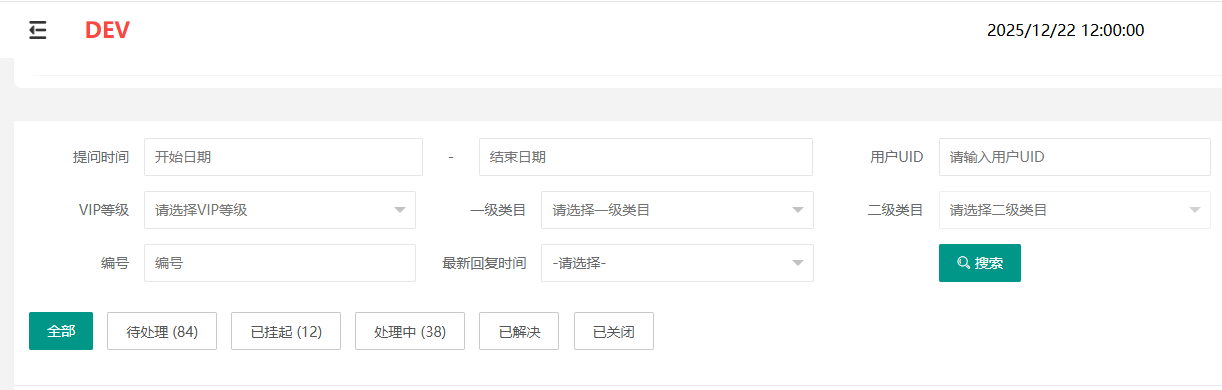 DEV 2025/12/22 12:00:00
提问时间 开始日期 - 结束日期 用户UID 请输入用户UID
VIP等级 请选择VIP等级 一级类目 请选择一级类目 二级类目 请选择二级类目
编号 编号 最新回复时间 -请选择- 搜索
全部 待处理 (84) 已挂起 (12) 处理中 (38) 已解决 已关闭